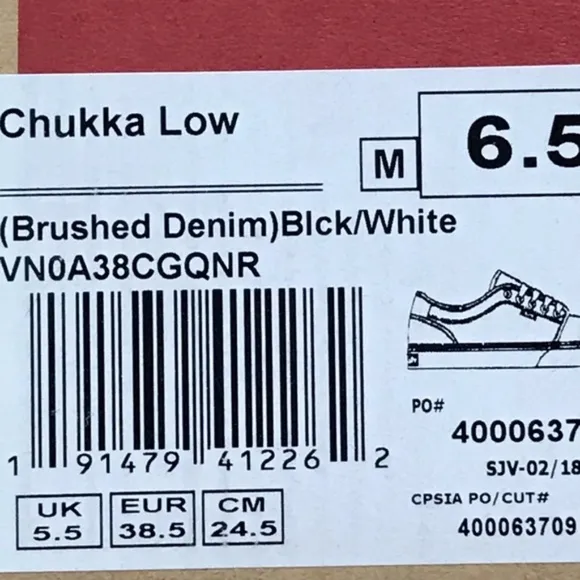 Chukka Low
M
6.5
(Brushed Denim)Blck/White
VN0A38CGQNR
1 91479 41226 2
PO#
4000637
SJV-02/18
CPSIA PO/CUT#
400063709
UK
5.5
EUR
38.5
CM
24.5